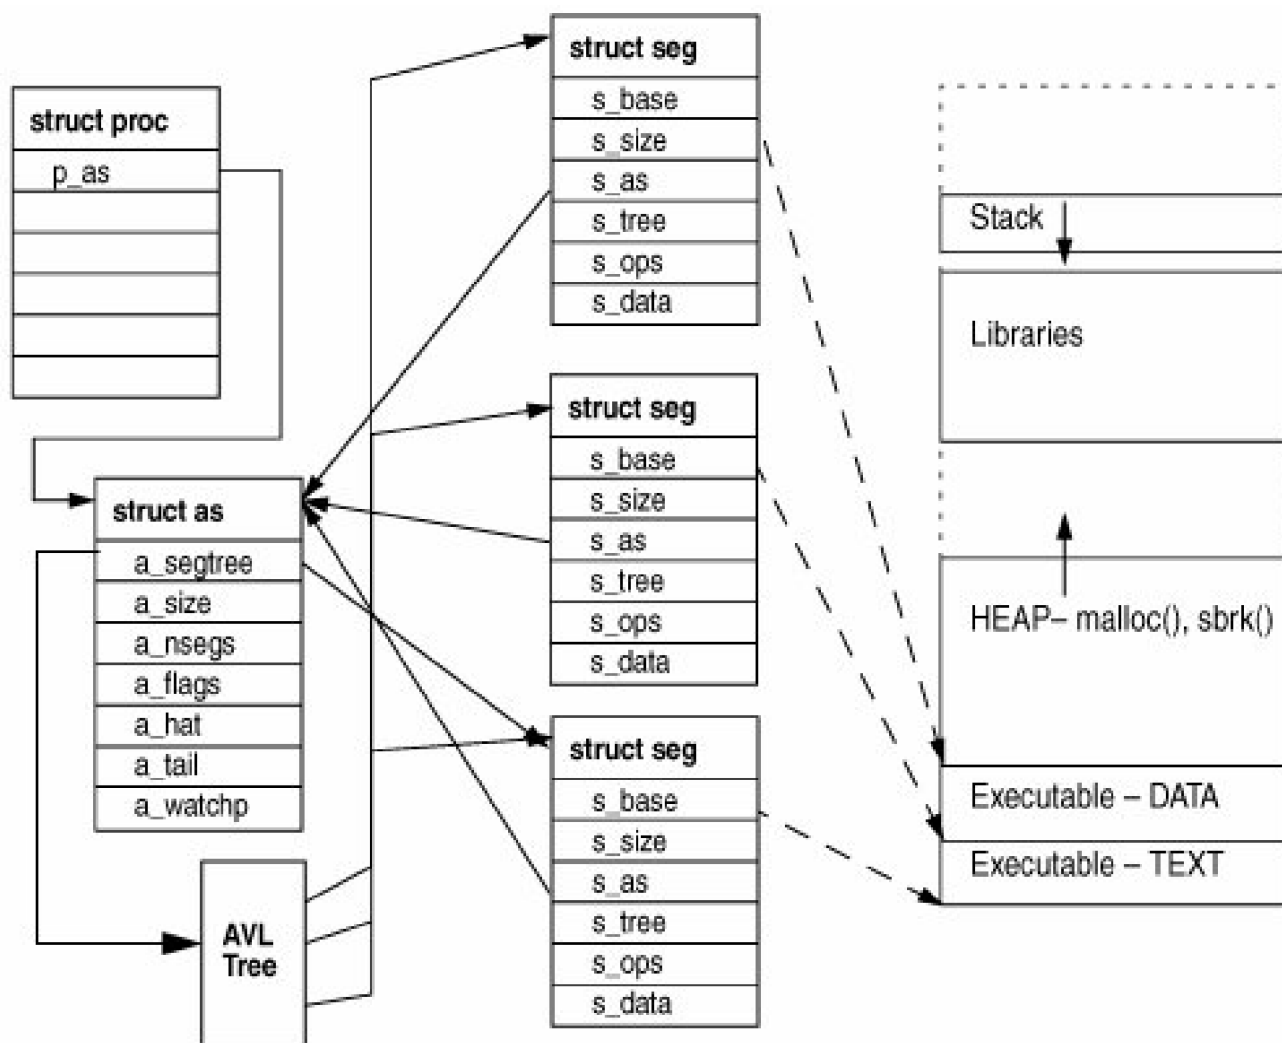 struct proc
p_as
struct as
a_segtree
a_size
a_nsegs
a_flags
a_hat
a_tail
a_watchp
AVL
Tree
struct seg
s_base
s_size
s_as
s_tree
s_ops
s_data
struct seg
s_base
s_size
s_as
s_tree
s_ops
s_data
struct seg
s_base
s_size
s_as
s_tree
s_ops
s_data
Stack
Libraries
HEAP– malloc(), sbrk()
Executable – DATA
Executable – TEXT